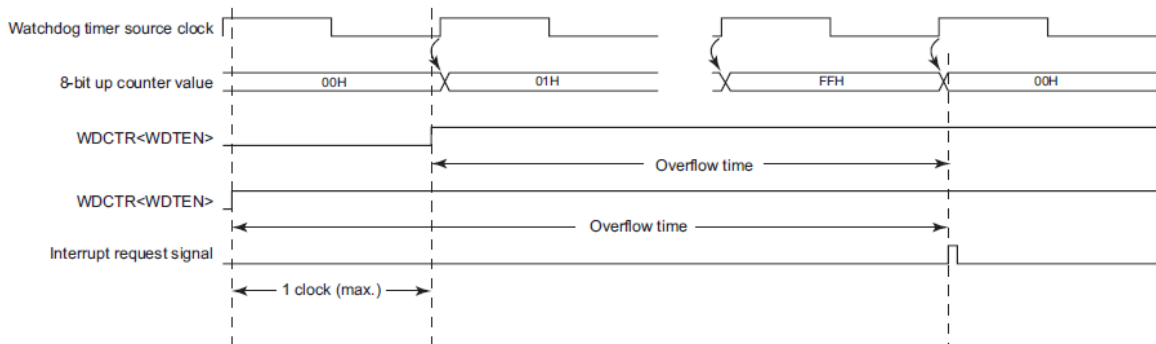 Watchdog timer source clock
8-bit up counter value
00H
01H
FFH
00H
WDCTR<WDTEN>
Overflow time
WDCTR<WDTEN>
Overflow time
Interrupt request signal
1 clock (max.)